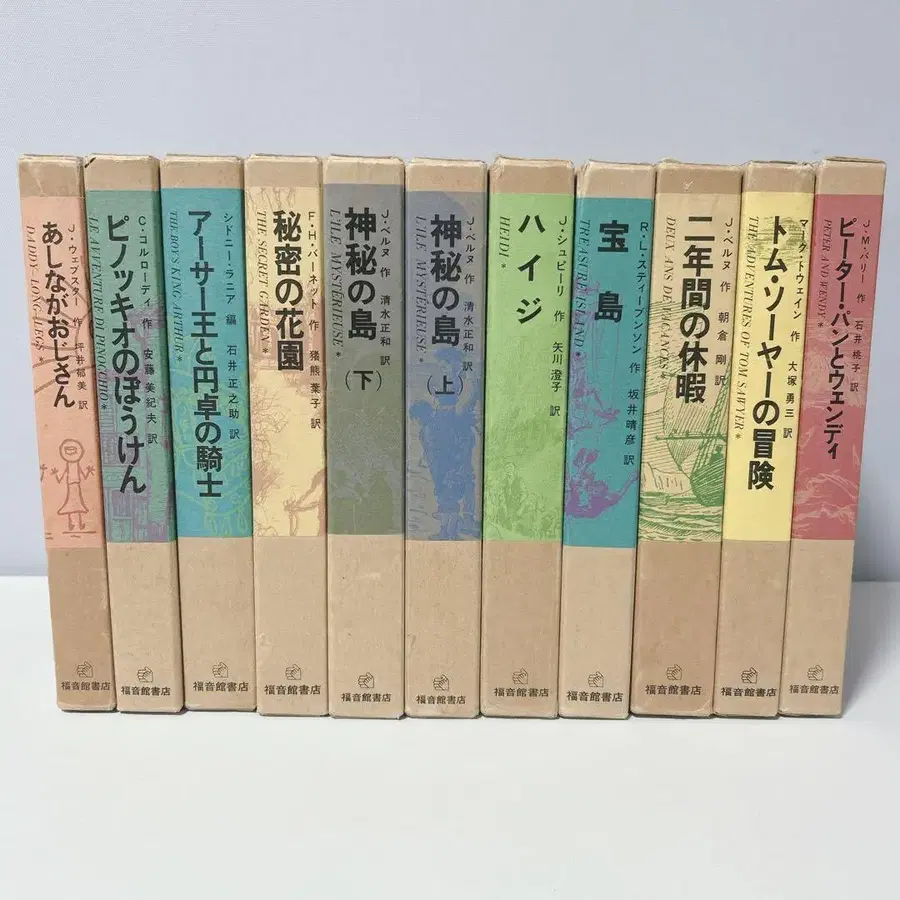 あしながおじさん
J・ウェブスター 作 坪井郁美 訳
DADDY-LONG-LEGS*
福音館書店
ピノッキオのぼうけん
C・コルローディ 作 安藤美紀夫 訳
LE AVVENTURE DI PINOCCHIO*
福音館書店
アーサー王と円卓の騎士
シドニー・ラニア 編 石井正之助 訳
THE BOY'S KING ARTHUR*
福音館書店
秘密の花園
F・H・バーネット 作 猪熊葉子 訳
THE SECRET GARDEN*
福音館書店
神秘の島(下)
J・ベルヌ 作 清水正和 訳
L'ILE MYSTÉRIEUSE*
福音館書店
神秘の島(上)
J・ベルヌ 作 清水正和 訳
L'ILE MYSTÉRIEUSE*
福音館書店
ハイジ
J・シュピーリ 作 矢川澄子 訳
HEIDI*
福音館書店
宝島
R・L・スティーブンソン 作 坂井晴彦 訳
TREASURE ISLAND*
福音館書店
二年間の休暇
J・ベルヌ 作 朝倉剛 訳
DEUX ANS DE VACANCES*
福音館書店
トム・ソーヤーの冒険
マーク・トウェイン 作 大塚勇三 訳
THE ADVENTURES OF TOM SAWYER*
福音館書店
ピーター・パンとウェンディ
J・M・バリー 作 石井桃子 訳
PETER AND WENDY*
福音館書店